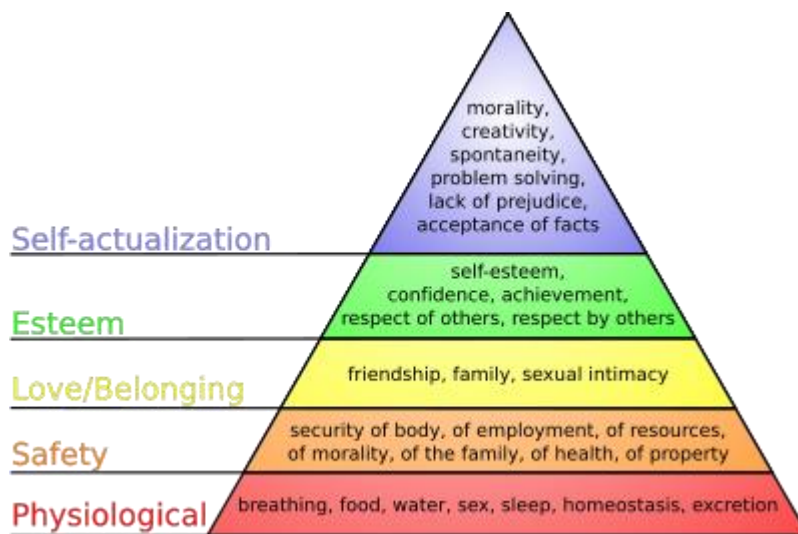 morality,
creativity,
spontaneity,
problem solving,
lack of prejudice,
acceptance of facts
Self-actualization
self-esteem,
confidence, achievement,
respect of others, respect by others
Esteem
friendship, family, sexual intimacy
Love/Belonging
security of body, of employment, of resources,
of morality, of the family, of health, of property
Safety
breathing, food, water, sex, sleep, homeostasis, excretion
Physiological